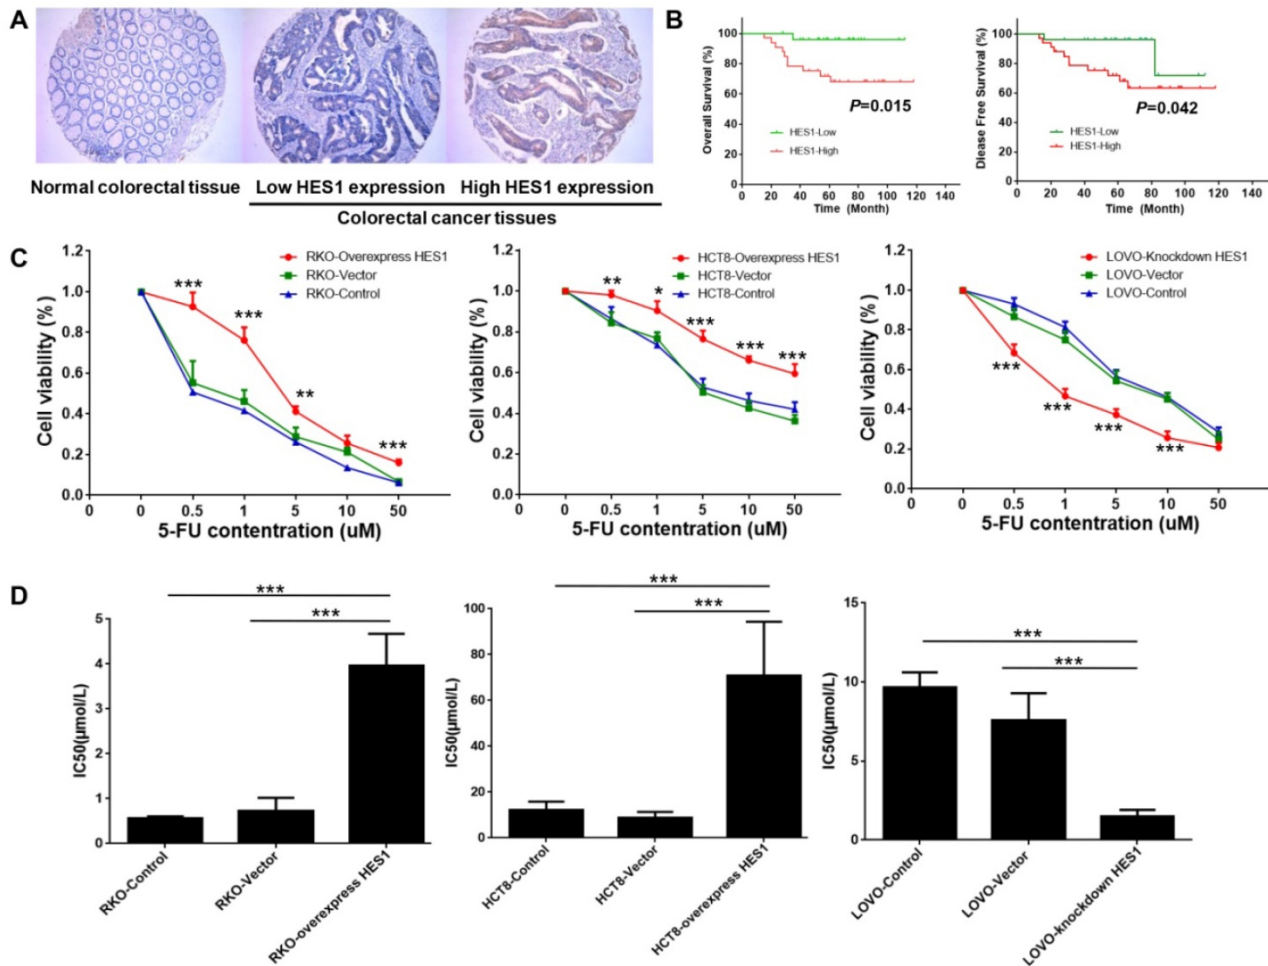 A
Normal colorectal tissue
Low HES1 expression
High HES1 expression
Colorectal cancer tissues
B
Overall Survival (%)
100
80
60
40
20
0
P=0.015
HES1-Low
HES1-High
0 20 40 60 80 100 120 140
Time (Month)
Diease Free Survival (%)
100
80
60
40
20
0
P=0.042
HES1-Low
HES1-High
0 20 40 60 80 100 120 140
Time (Month)
C
Cell viability (%)
1.2
1.0
0.8
0.6
0.4
0.2
0.0
RKO-Overexpress HES1
RKO-Vector
RKO-Control
***
***
**
***
0 0 0.5 1 5 10 50
5-FU contentration (uM)
Cell viability (%)
1.2
1.0
0.8
0.6
0.4
0.2
0.0
HCT8-Overexpress HES1
HCT8-Vector
HCT8-Control
**
*
***
***
***
0 0 0.5 1 5 10 50
5-FU contentration (uM)
Cell viability (%)
1.2
1.0
0.8
0.6
0.4
0.2
0.0
LOVO-Knockdown HES1
LOVO-Vector
LOVO-Control
***
***
***
***
0 0 0.5 1 5 10 50
5-FU contentration (uM)
D
IC50(μmol/L)
5
4
3
2
1
0
***
***
RKO-Control
RKO-Vector
RKO-overexpress HES1
IC50(μmol/L)
100
80
60
40
20
0
***
***
HCT8-Control
HCT8-Vector
HCT8-overexpress HES1
IC50(μmol/L)
15
10
5
0
***
***
LOVO-Control
LOVO-Vector
LOVO-knockdown HES1